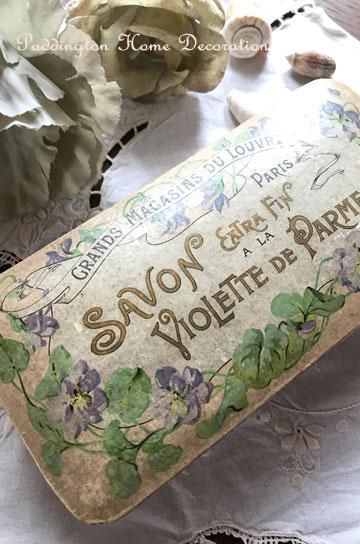 Paddington Home Decoration
GRANDS MAGASINS DU LOUVRE
PARIS
SAVON EXTRA FIN
A LA
VIOLETTE DE PARME